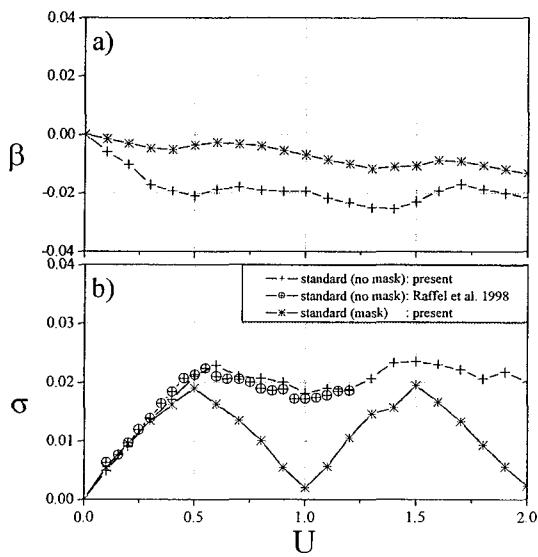 0.04
a)
0.02
0.00
β
-0.02
-0.04
0.04
b)
standard (no mask): present
standard (no mask): Raffel et al. 1998
standard (mask) : present
0.03
0.02
σ
0.01
0.00
0.0
0.5
1.0
1.5
2.0
U